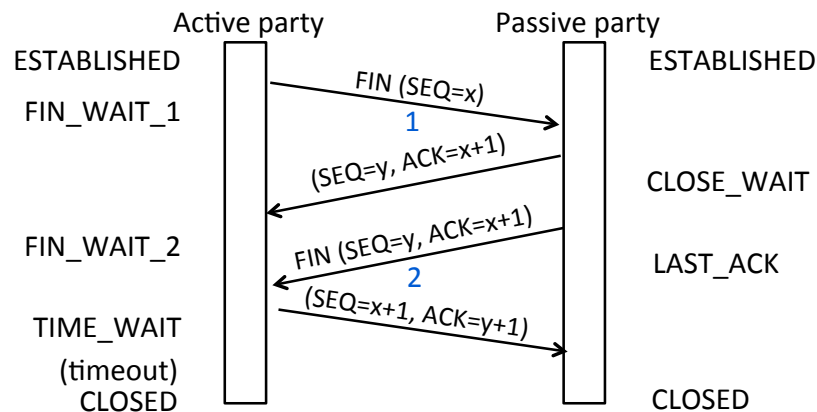 Active party
Passive party
ESTABLISHED
ESTABLISHED
FIN (SEQ=x)
FIN_WAIT_1
1
(SEQ=y, ACK=x+1)
CLOSE_WAIT
FIN (SEQ=y, ACK=x+1)
FIN_WAIT_2
2
LAST_ACK
(SEQ=x+1, ACK=y+1)
TIME_WAIT
(timeout)
CLOSED
CLOSED